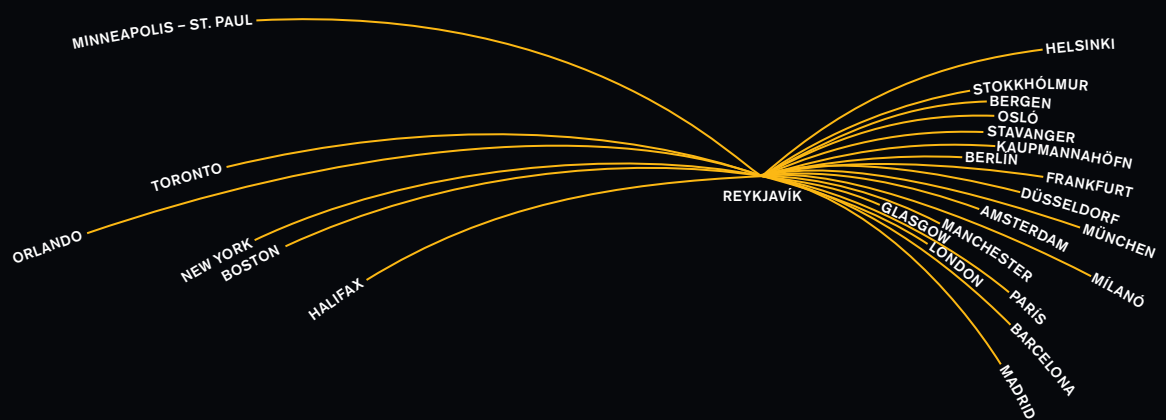 MINNEAPOLIS – ST. PAUL
TORONTO
ORLANDO
NEW YORK
BOSTON
HALIFAX
REYKJAVÍK
HELSINKI
STOKKHÓLMUR
BERGEN
OSLÓ
STAVANGER
KAUPMANNAHÖFN
BERLÍN
FRANKFURT
DÜSSELDORF
MÜNCHEN
AMSTERDAM
GLASGOW
MANCHESTER
LONDON
MÍLANÓ
PARÍS
BARCELONA
MADRID